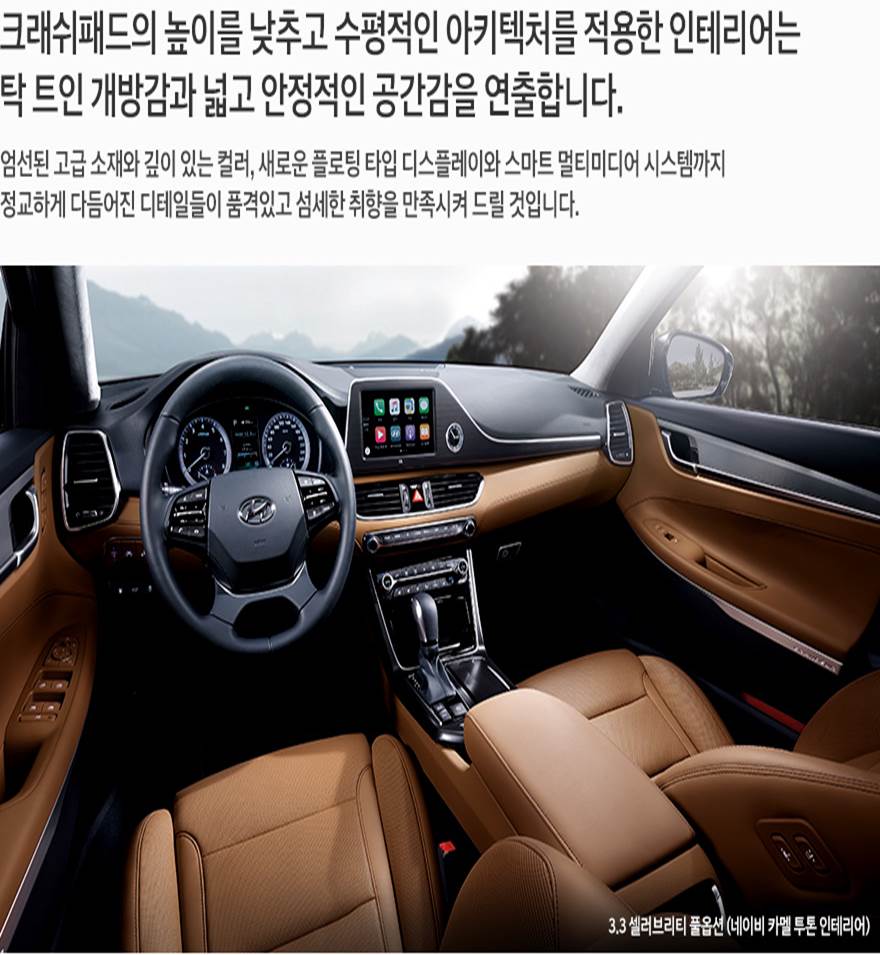 크래쉬패드의 높이를 낮추고 수평적인 아키텍처를 적용한 인테리어는
탁 트인 개방감과 넓고 안정적인 공간감을 연출합니다.
엄선된 고급 소재와 깊이 있는 컬러, 새로운 플로팅 타입 디스플레이와 스마트 멀티미디어 시스템까지
정교하게 다듬어진 디테일들이 품격있고 섬세한 취향을 만족시켜 드릴 것입니다.
3.3 셀러브리티 풀옵션 (네이비 카멜 투톤 인테리어)